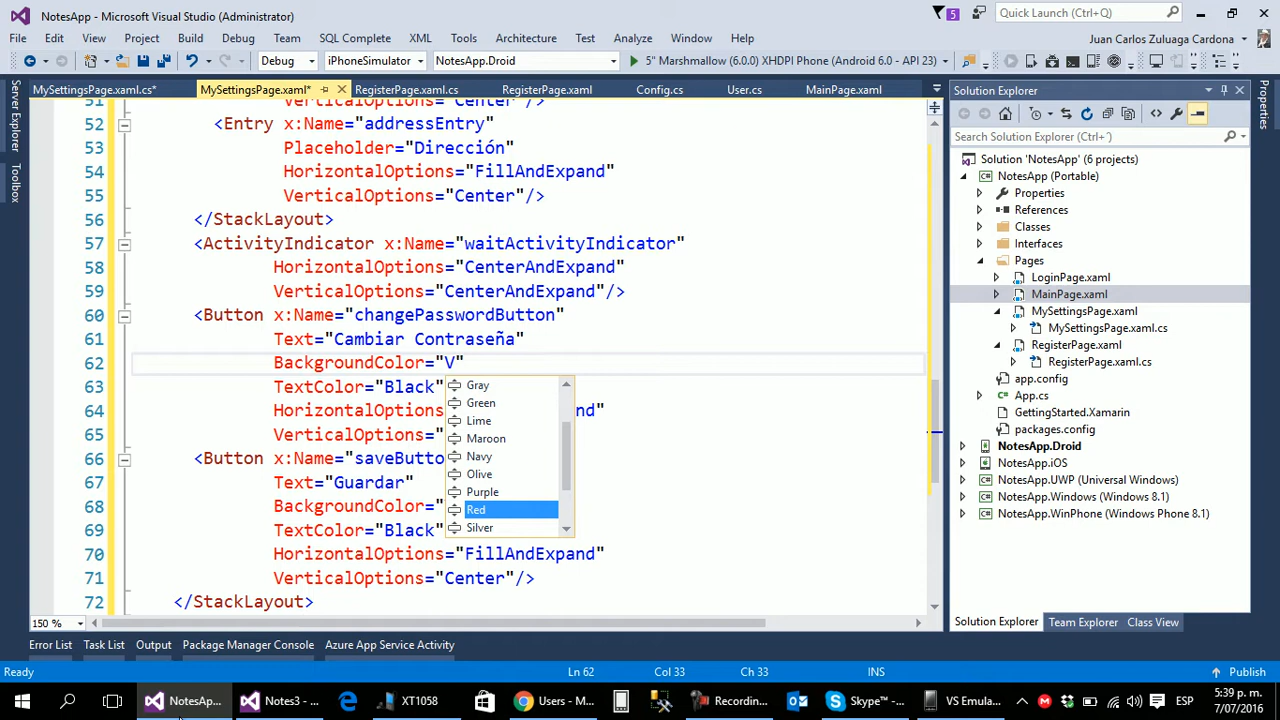 NotesApp - Microsoft Visual Studio (Administrator)
5
Quick Launch (Ctrl+Q)
File Edit View Project Build Debug Team SQL Complete XML Tools Architecture Test Analyze Window Help
Juan Carlos Zuluaga Cardona
Debug iPhoneSimulator NotesApp.Droid 5" Marshmallow (6.0.0) XHDPI Phone (Android 6.0 - API 23)
MySettingsPage.xaml.cs* MySettingsPage.xaml* RegisterPage.xaml.cs RegisterPage.xaml Config.cs User.cs MainPage.xaml
Server Explorer
Toolbox
51 VerticalOptions="Center"/>
52 <Entry x:Name="addressEntry"
53 Placeholder="Dirección"
54 HorizontalOptions="FillAndExpand"
55 VerticalOptions="Center"/>
56 </StackLayout>
57 <ActivityIndicator x:Name="waitActivityIndicator"
58 HorizontalOptions="CenterAndExpand"
59 VerticalOptions="CenterAndExpand"/>
60 <Button x:Name="changePasswordButton"
61 Text="Cambiar Contraseña"
62 BackgroundColor="V"
63 TextColor="Black"
64 HorizontalOptions nd"
65 VerticalOptions="
66 <Button x:Name="saveButto
67 Text="Guardar"
68 BackgroundColor="
69 TextColor="Black"
70 HorizontalOptions="FillAndExpand"
71 VerticalOptions="Center"/>
72 </StackLayout>
Gray
Green
Lime
Maroon
Navy
Olive
Purple
Red
Silver
150 %
Solution Explorer
Search Solution Explorer (Ctrl+´)
Solution 'NotesApp' (6 projects)
NotesApp (Portable)
Properties
References
Classes
Interfaces
Pages
LoginPage.xaml
MainPage.xaml
MySettingsPage.xaml
MySettingsPage.xaml.cs
RegisterPage.xaml
RegisterPage.xaml.cs
app.config
App.cs
GettingStarted.Xamarin
packages.config
NotesApp.Droid
NotesApp.iOS
NotesApp.UWP (Universal Windows)
NotesApp.Windows (Windows 8.1)
NotesApp.WinPhone (Windows Phone 8.1)
Solution Explorer Team Explorer Class View
Properties
Error List Task List Output Package Manager Console Azure App Service Activity
Ready Ln 62 Col 33 Ch 33 INS Publish
NotesAp... Notes3 - ... XT1058 Users - M... Recordin... Skype™-... VS Emula... ESP
5:39 p. m.
7/07/2016